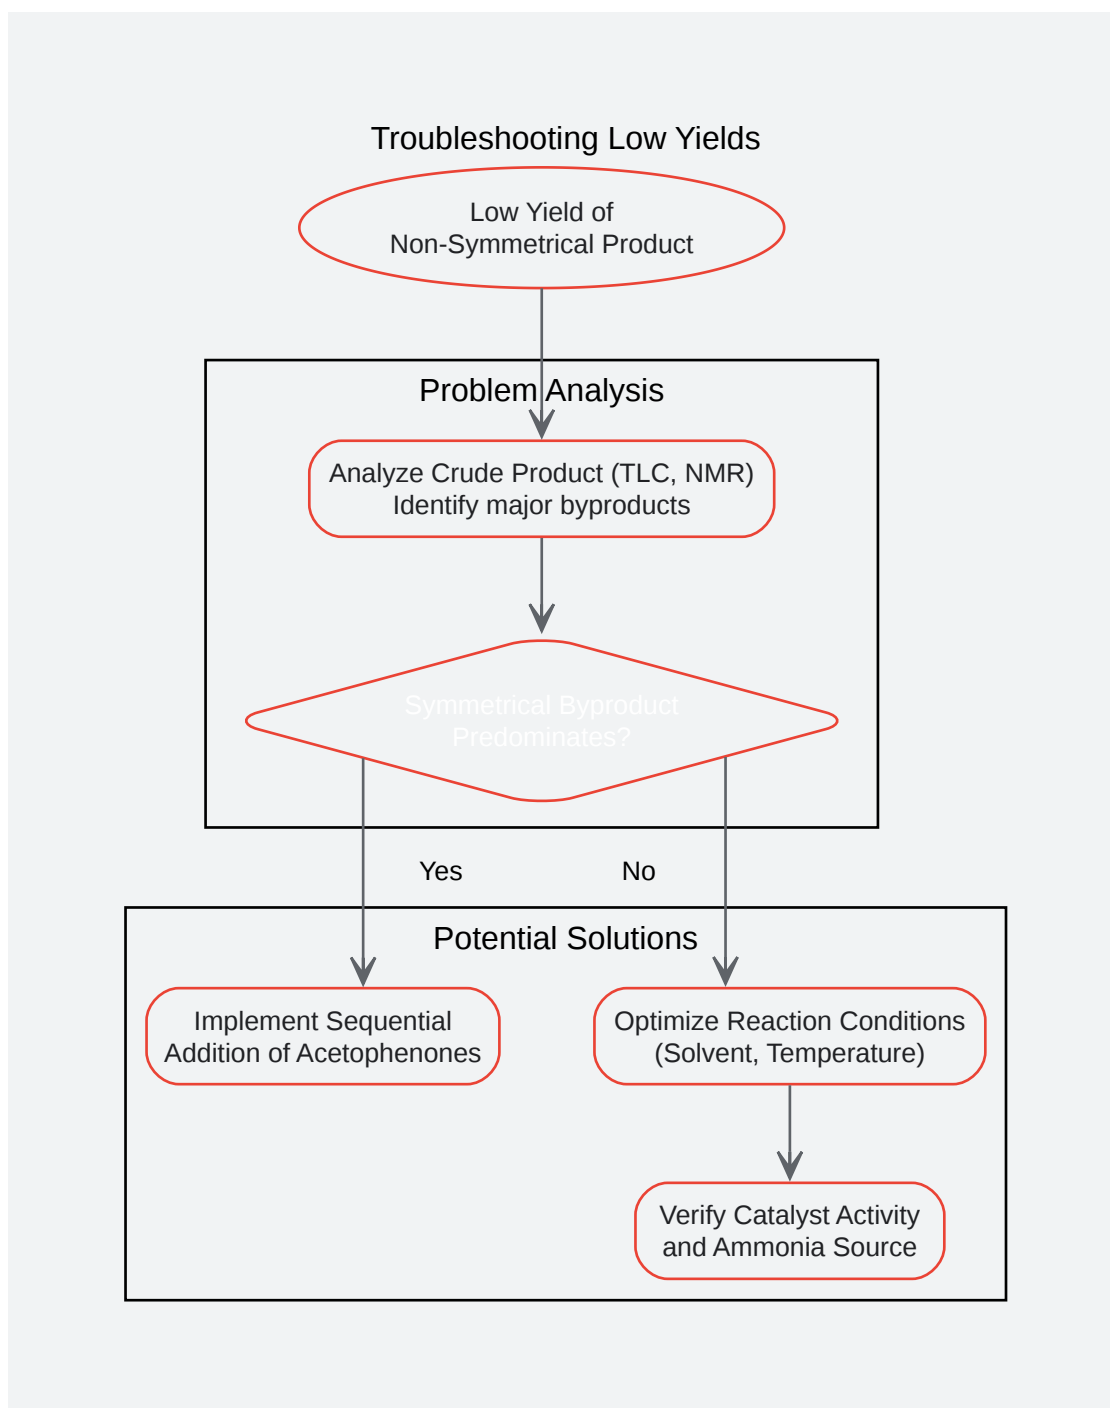 Troubleshooting Low Yields
Low Yield of
Non-Symmetrical Product
Problem Analysis
Analyze Crude Product (TLC, NMR)
Identify major byproducts
Symmetrical Byproduct
Predominates?
Yes
No
Potential Solutions
Implement Sequential
Addition of Acetophenones
Optimize Reaction Conditions
(Solvent, Temperature)
Verify Catalyst Activity
and Ammonia Source